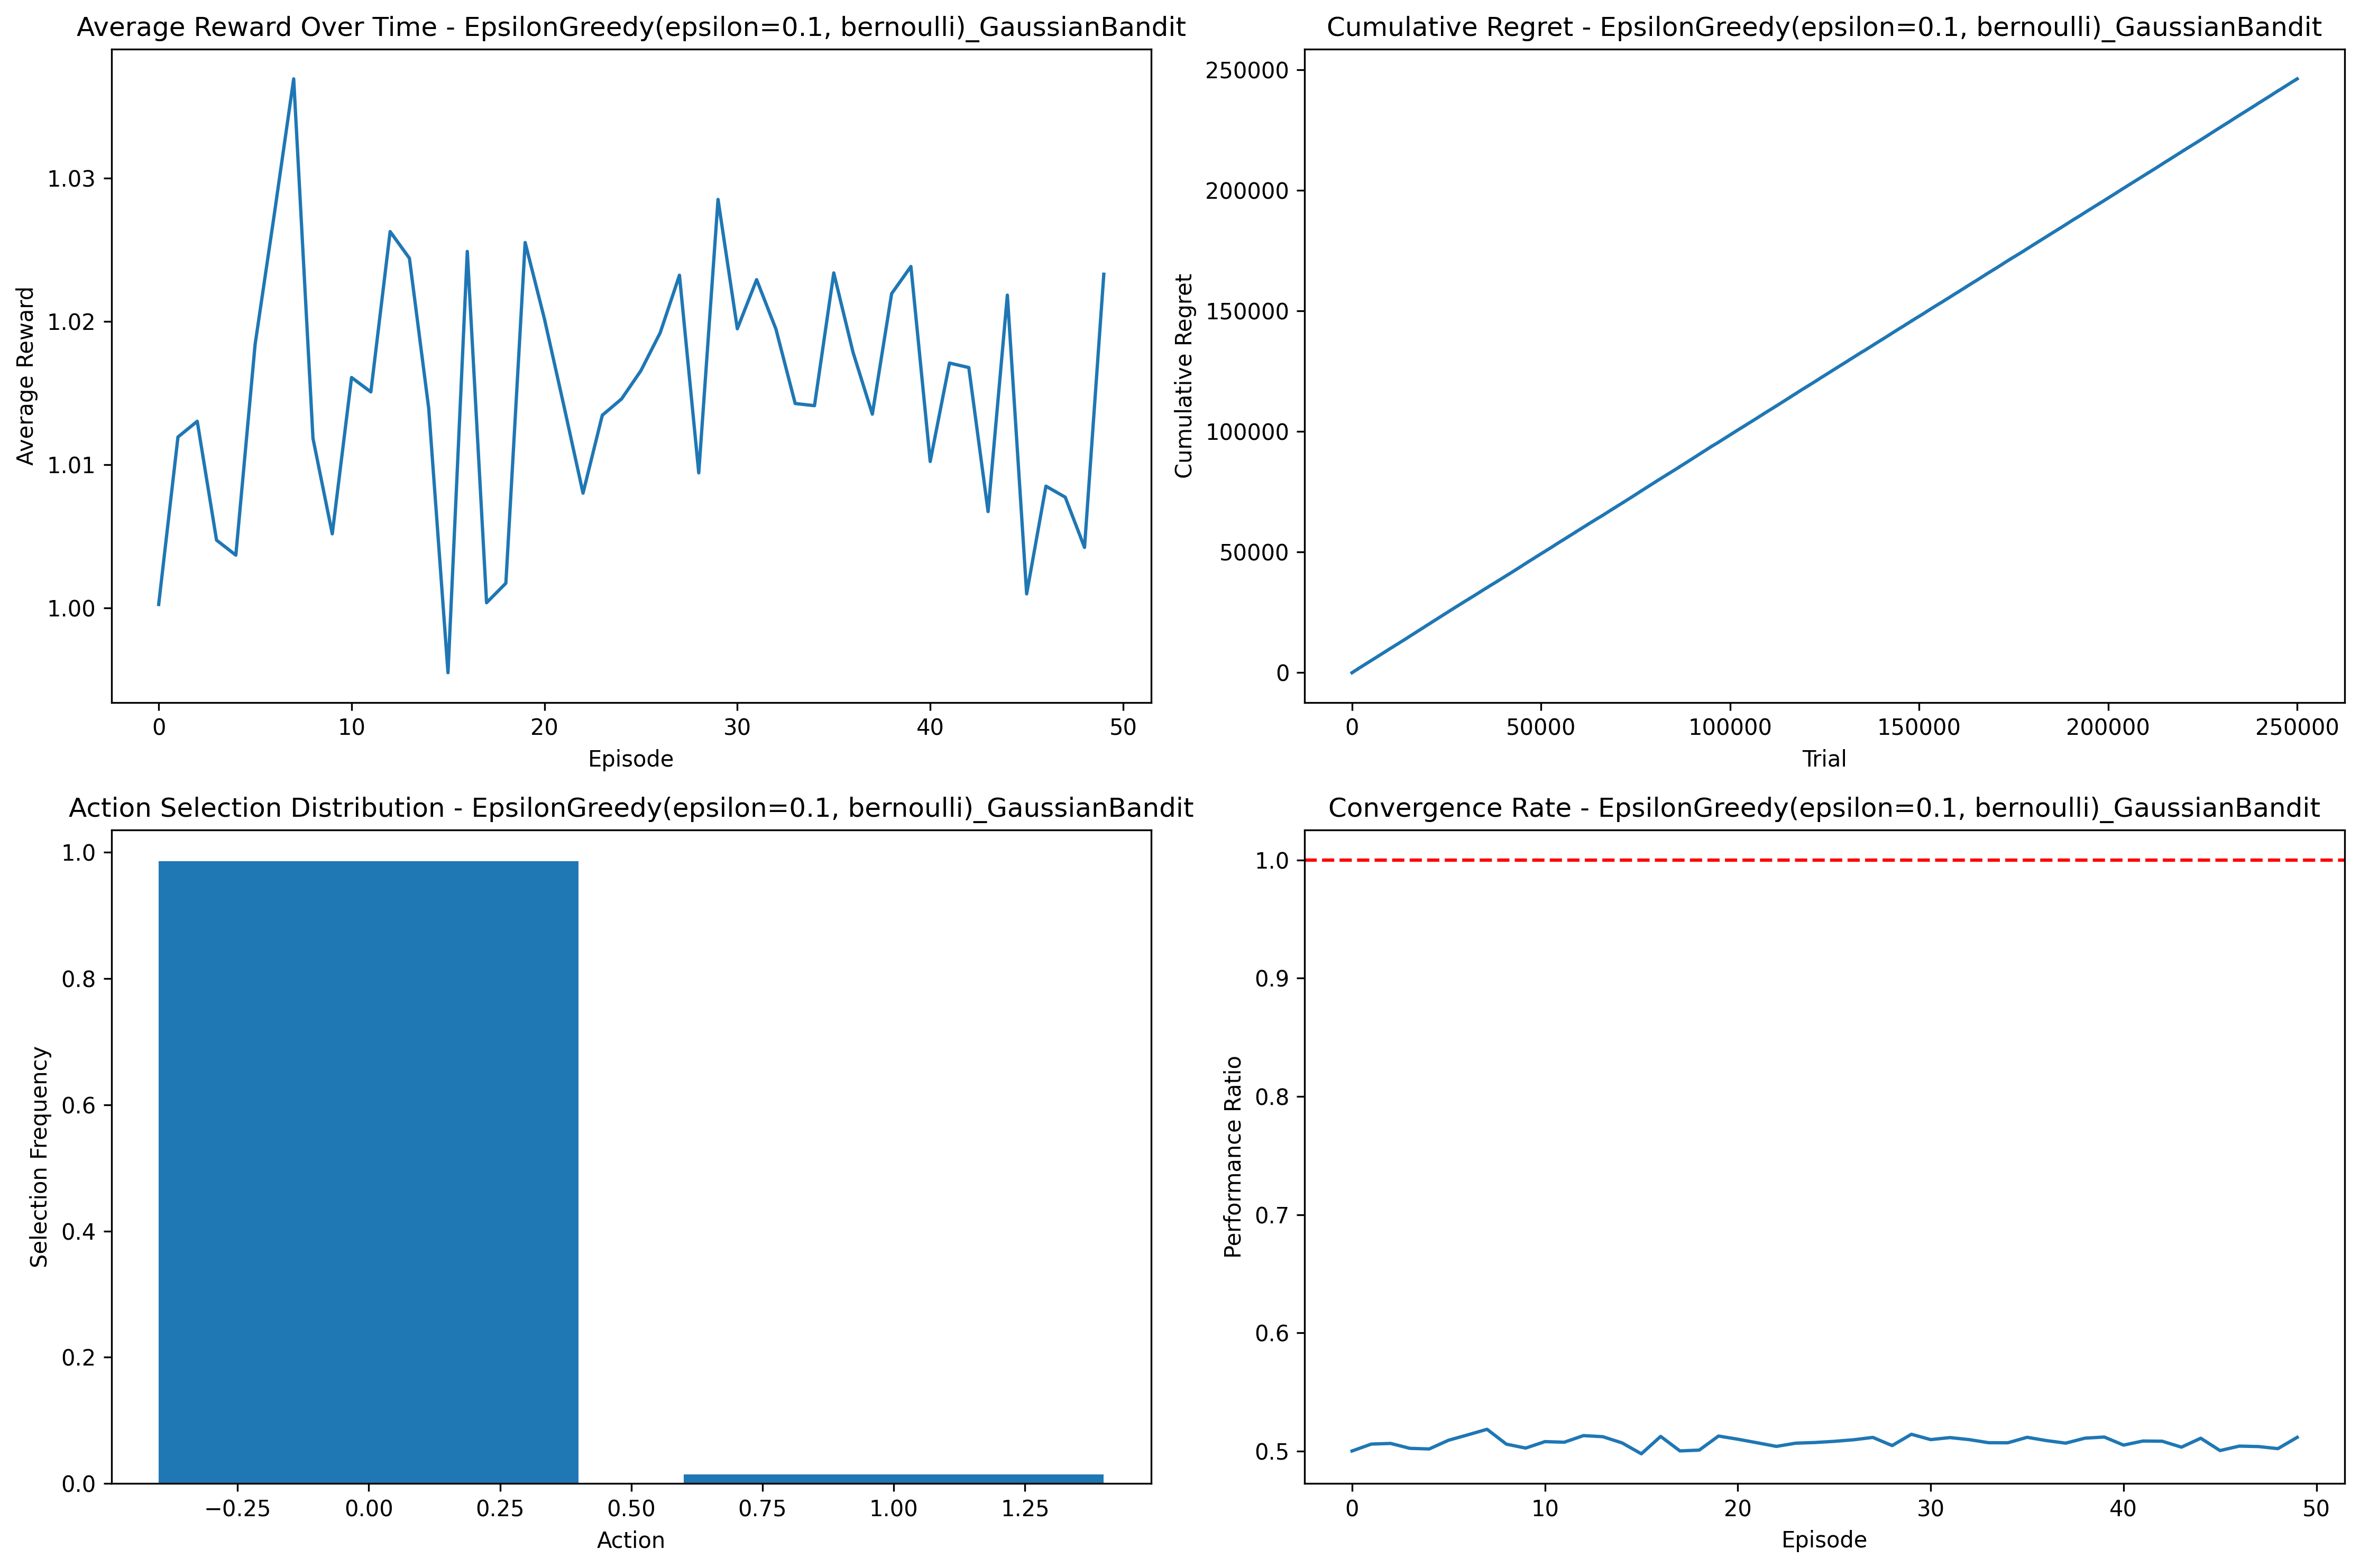 Average Reward Over Time - EpsilonGreedy(epsilon=0.1, bernoulli)_GaussianBandit
Average Reward
1.03
1.02
1.01
1.00
0 10 20 30 40 50
Episode
Cumulative Regret - EpsilonGreedy(epsilon=0.1, bernoulli)_GaussianBandit
Cumulative Regret
250000
200000
150000
100000
50000
0
0 50000 100000 150000 200000 250000
Trial
Action Selection Distribution - EpsilonGreedy(epsilon=0.1, bernoulli)_GaussianBandit
Selection Frequency
1.0
0.8
0.6
0.4
0.2
0.0
−0.25 0.00 0.25 0.50 0.75 1.00 1.25
Action
Convergence Rate - EpsilonGreedy(epsilon=0.1, bernoulli)_GaussianBandit
Performance Ratio
1.0
0.9
0.8
0.7
0.6
0.5
0 10 20 30 40 50
Episode